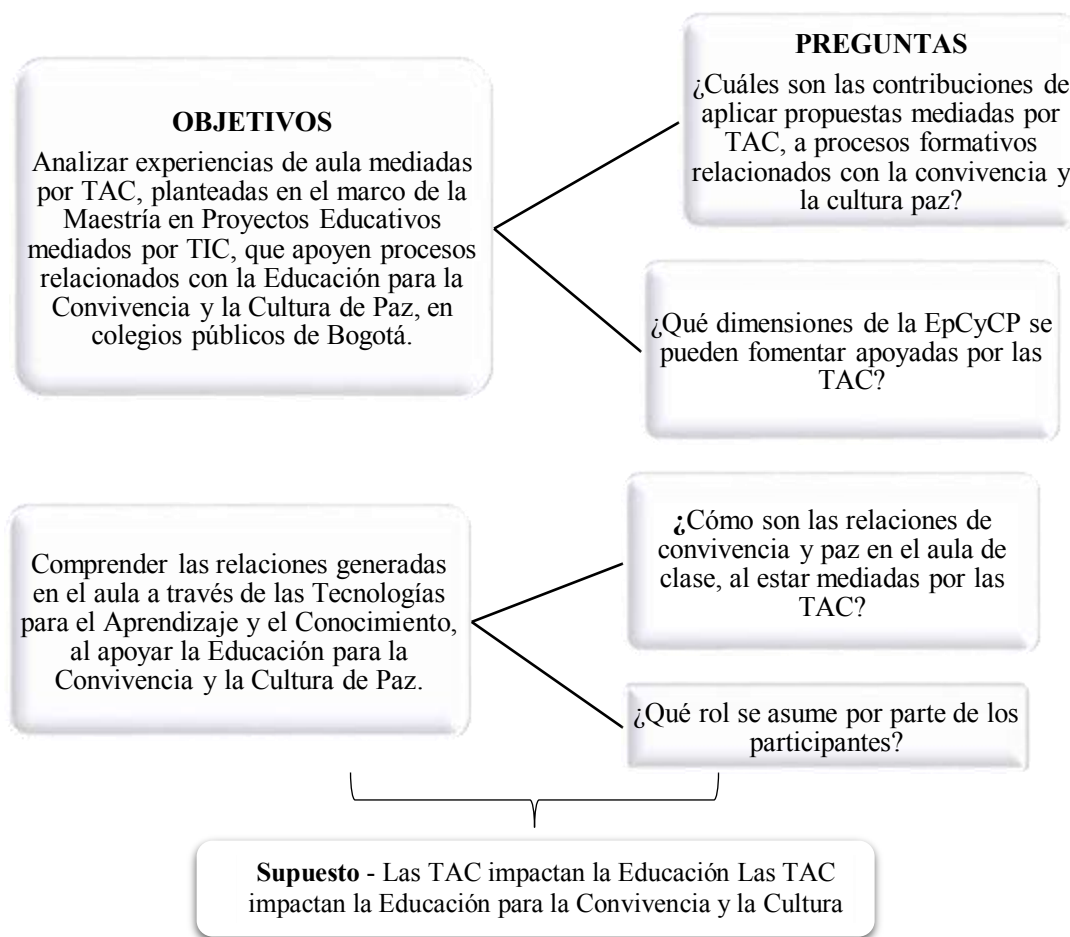 OBJETIVOS
Analizar experiencias de aula mediadas
por TAC, planteadas en el marco de la
Maestría en Proyectos Educativos
mediados por TIC, que apoyen procesos
relacionados con la Educación para la
Convivencia y la Cultura de Paz, en
colegios públicos de Bogotá.
PREGUNTAS
¿Cuáles son las contribuciones de
aplicar propuestas mediadas por
TAC, a procesos formativos
relacionados con la convivencia y
la cultura paz?
¿Qué dimensiones de la EpCyCP se
pueden fomentar apoyadas por las
TAC?
Comprender las relaciones generadas
en el aula a través de las Tecnologías
para el Aprendizaje y el Conocimiento,
al apoyar la Educación para la
Convivencia y la Cultura de Paz.
¿Cómo son las relaciones de
convivencia y paz en el aula de
clase, al estar mediadas por las
TAC?
¿Qué rol se asume por parte de los
participantes?
Supuesto - Las TAC impactan la Educación Las TAC
impactan la Educación para la Convivencia y la Cultura